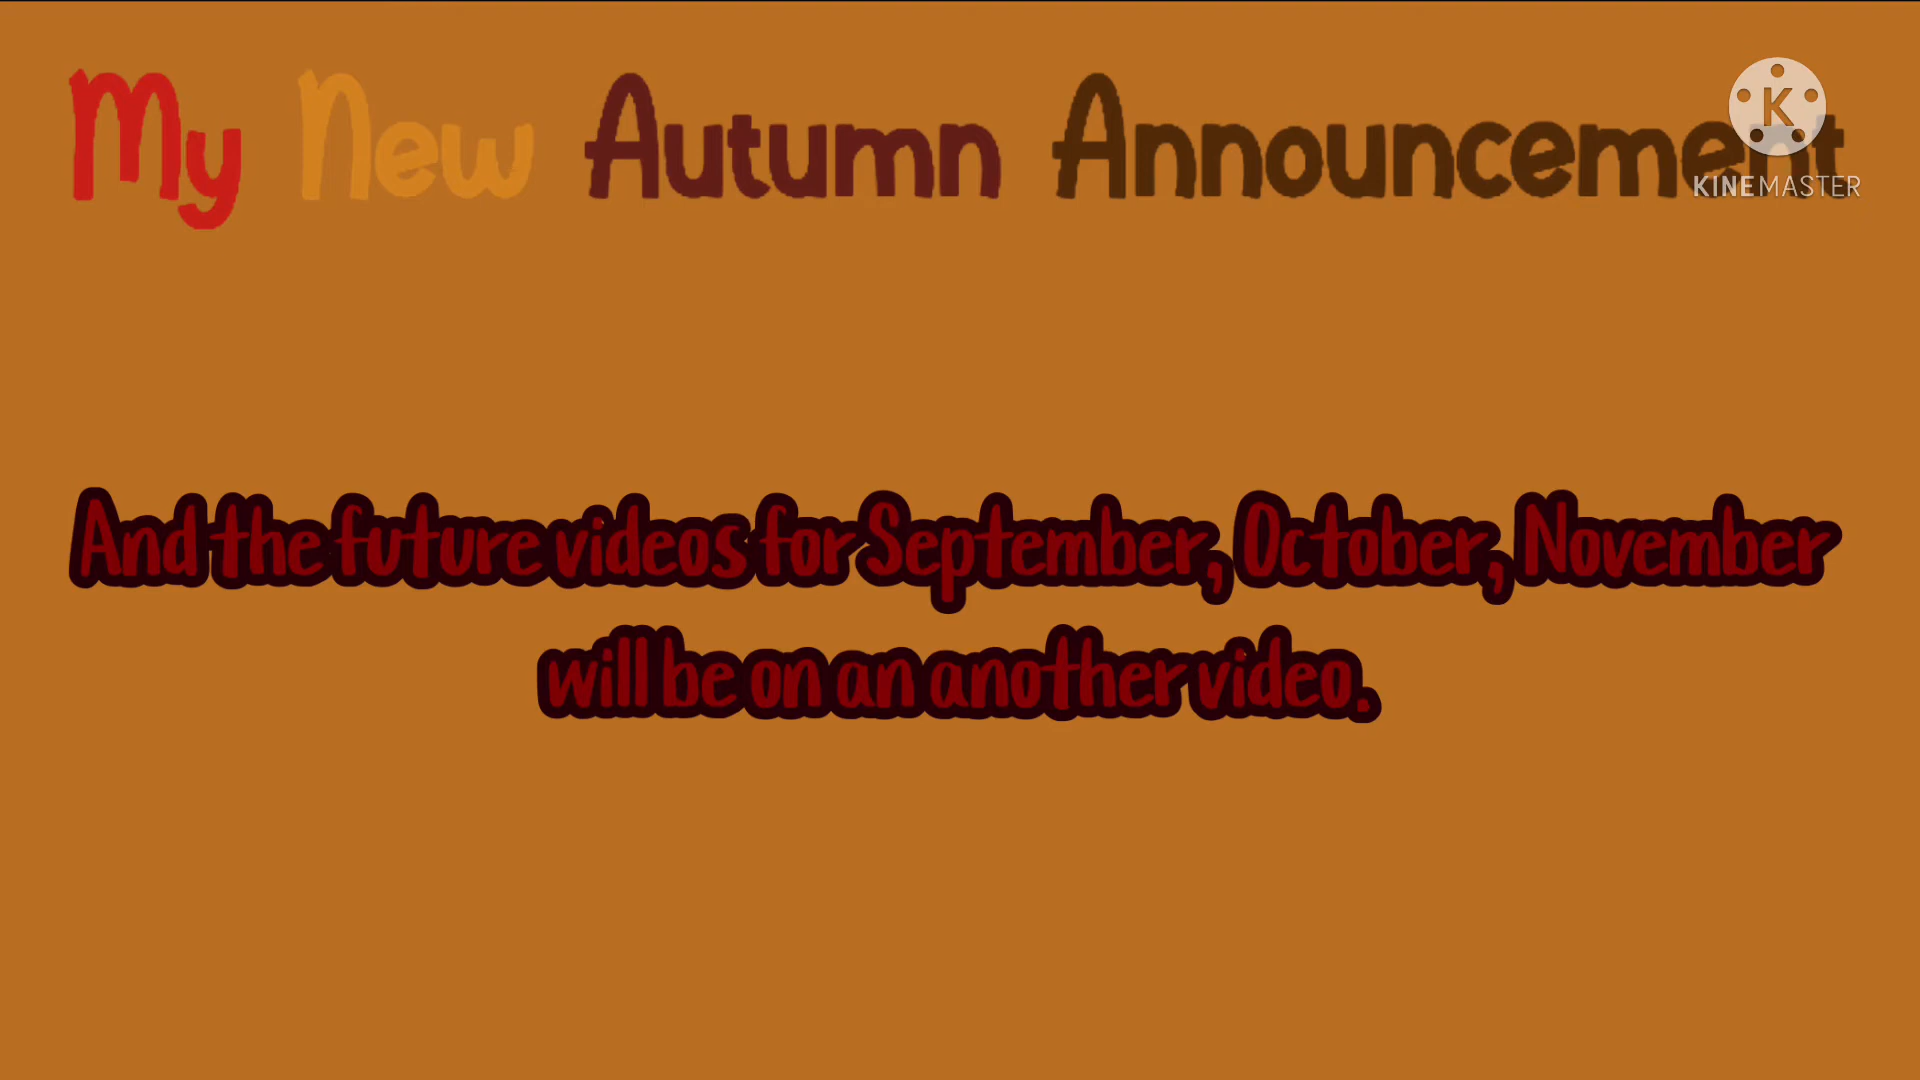 My New Autumn Announcement
K
KINEMASTER
And the future videos for September, October, November
will be on an another video.